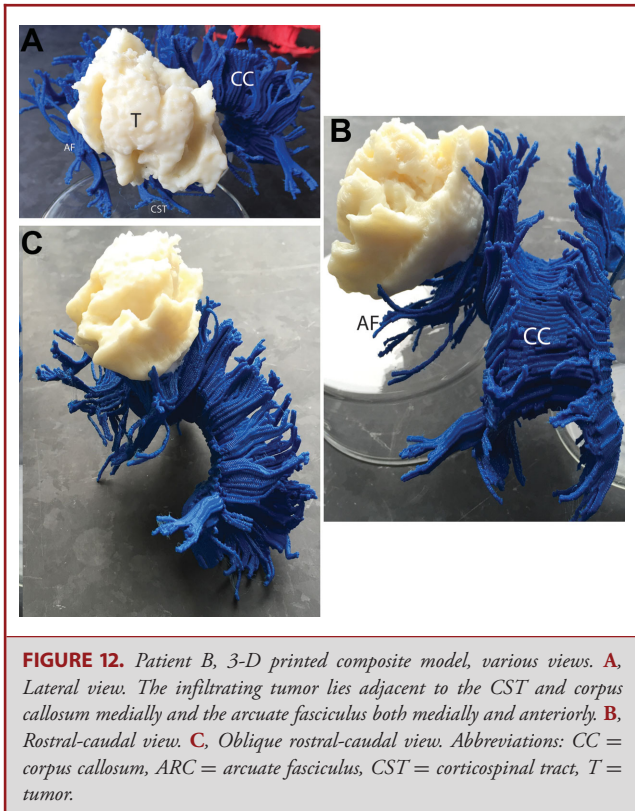 A
CC
T
AF
CST
B
AF
CC
C
FIGURE 12. Patient B, 3-D printed composite model, various views. A,
Lateral view. The infiltrating tumor lies adjacent to the CST and corpus
callosum medially and the arcuate fasciculus both medially and anteriorly. B,
Rostral-caudal view. C, Oblique rostral-caudal view. Abbreviations: CC =
corpus callosum, ARC = arcuate fasciculus, CST = corticospinal tract, T =
tumor.